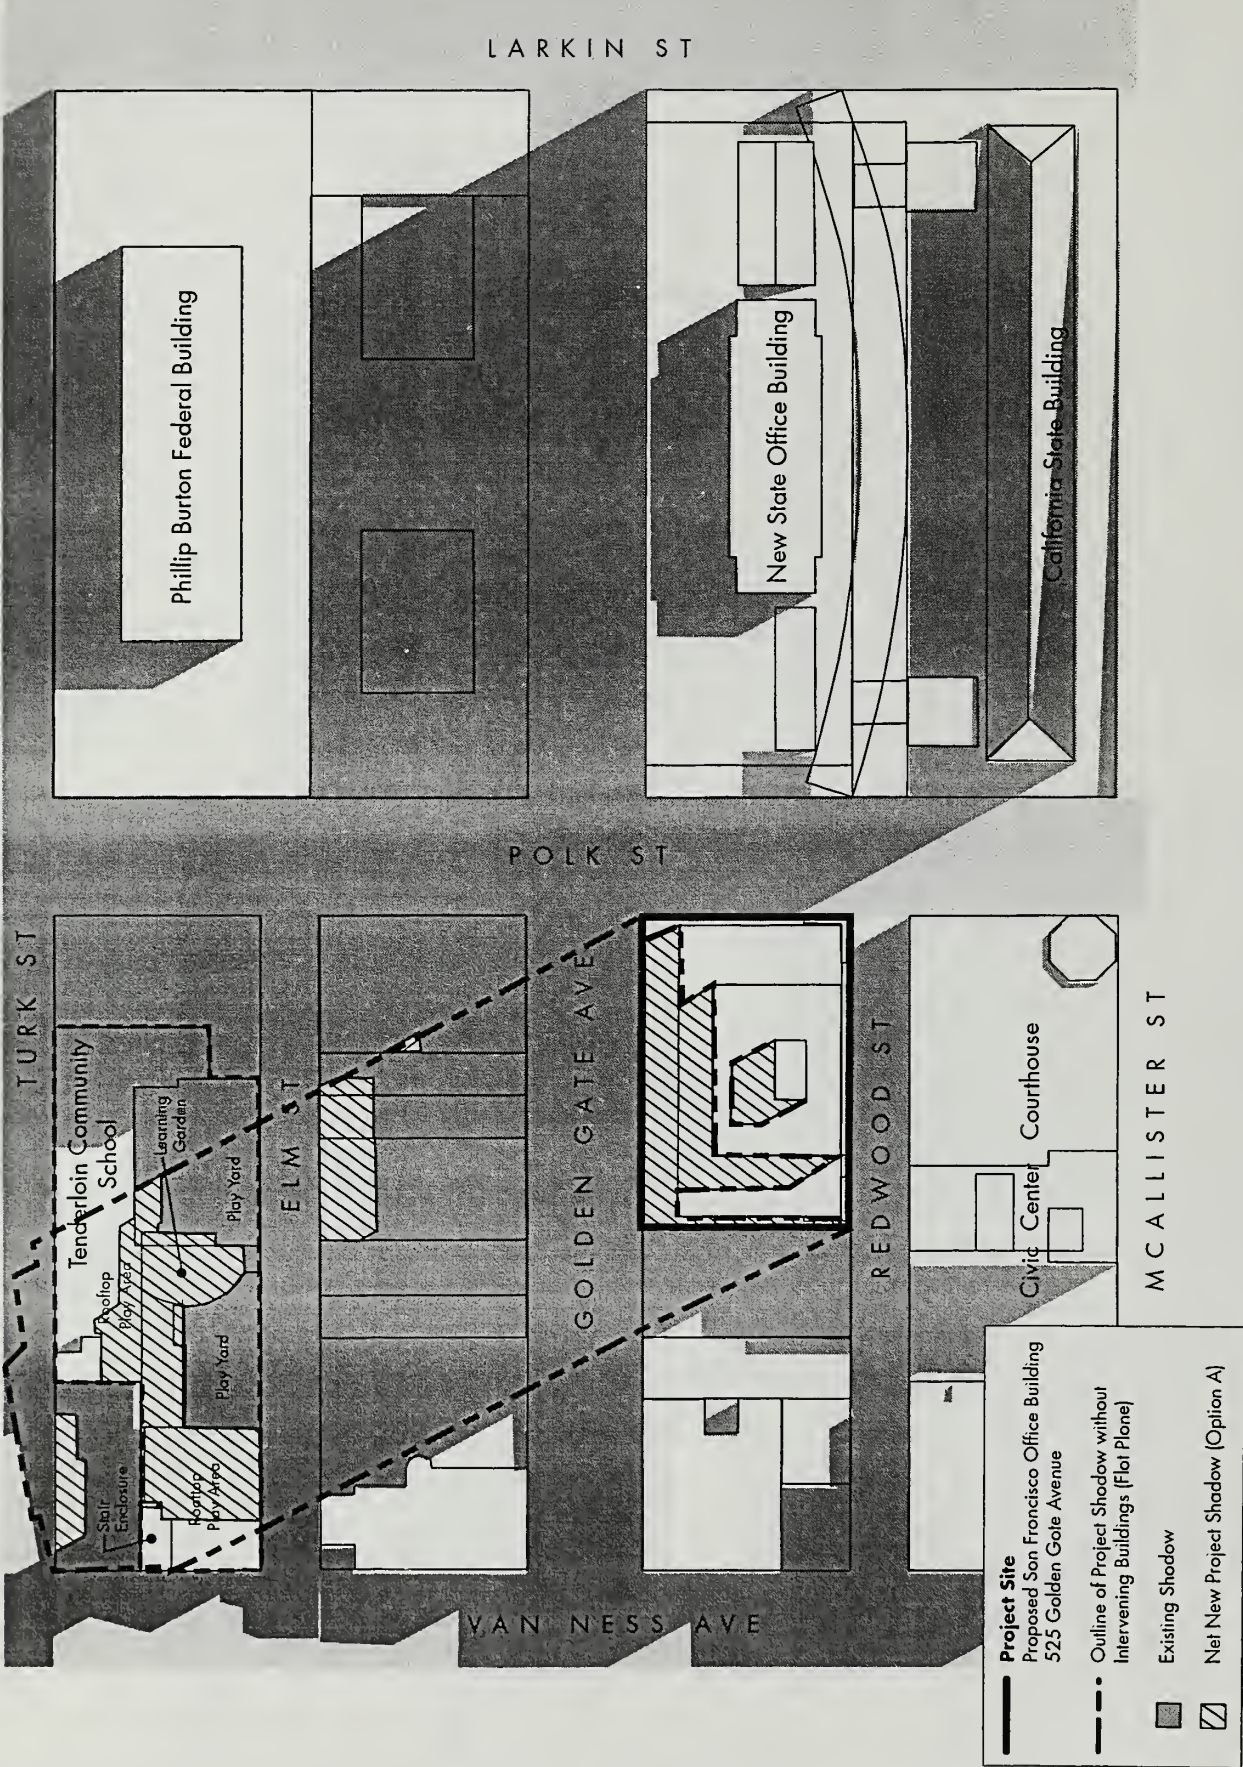 LARKIN ST
Phillip Burton Federal Building
New State Office Building
California State Building
POLK ST
TURK ST
Tenderloin Community
School
Learning
Garden
Play Yard
Rooftop
Play Area
Play Yard
Stair
Enclosure
Rooftop
Play Area
ELM ST
GOLDEN GATE AVE
REDWOOD ST
Civic Center Courthouse
MCALLISTER ST
VAN NESS AVE
Project Site
Proposed San Francisco Office Building
525 Golden Gate Avenue
Outline of Project Shadow without
Intervening Buildings (Flat Plane)
Existing Shadow
Net New Project Shadow (Option A)